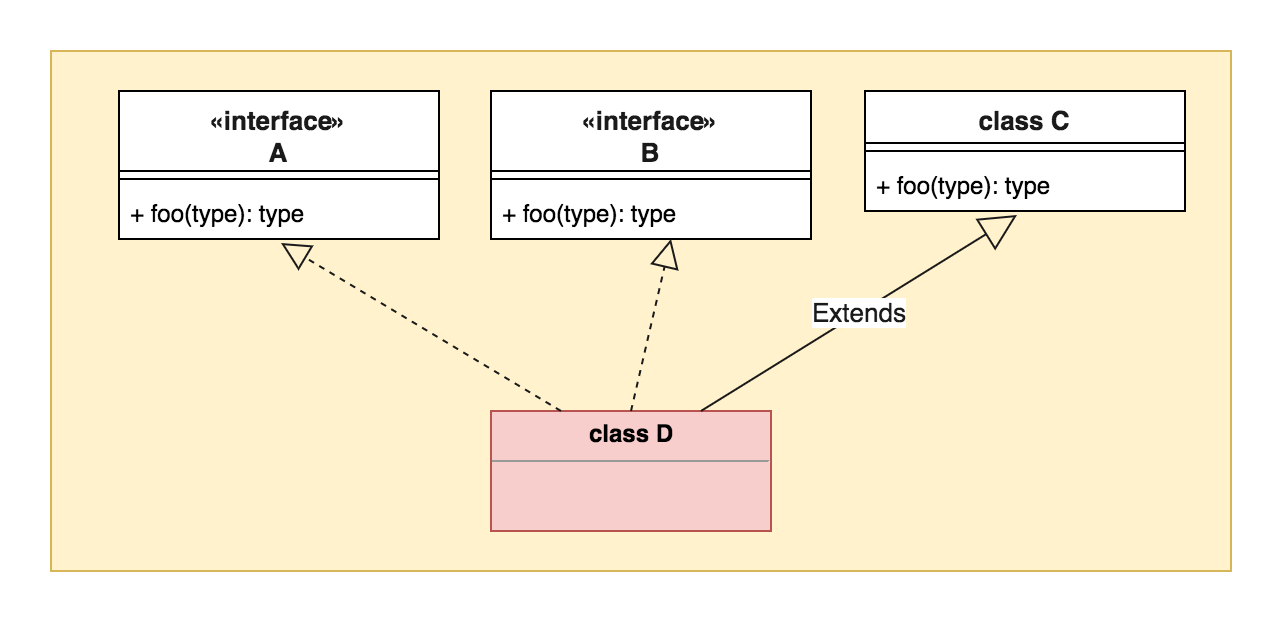 «interface»
A
+ foo(type): type
«interface»
B
+ foo(type): type
class C
+ foo(type): type
Extends
class D